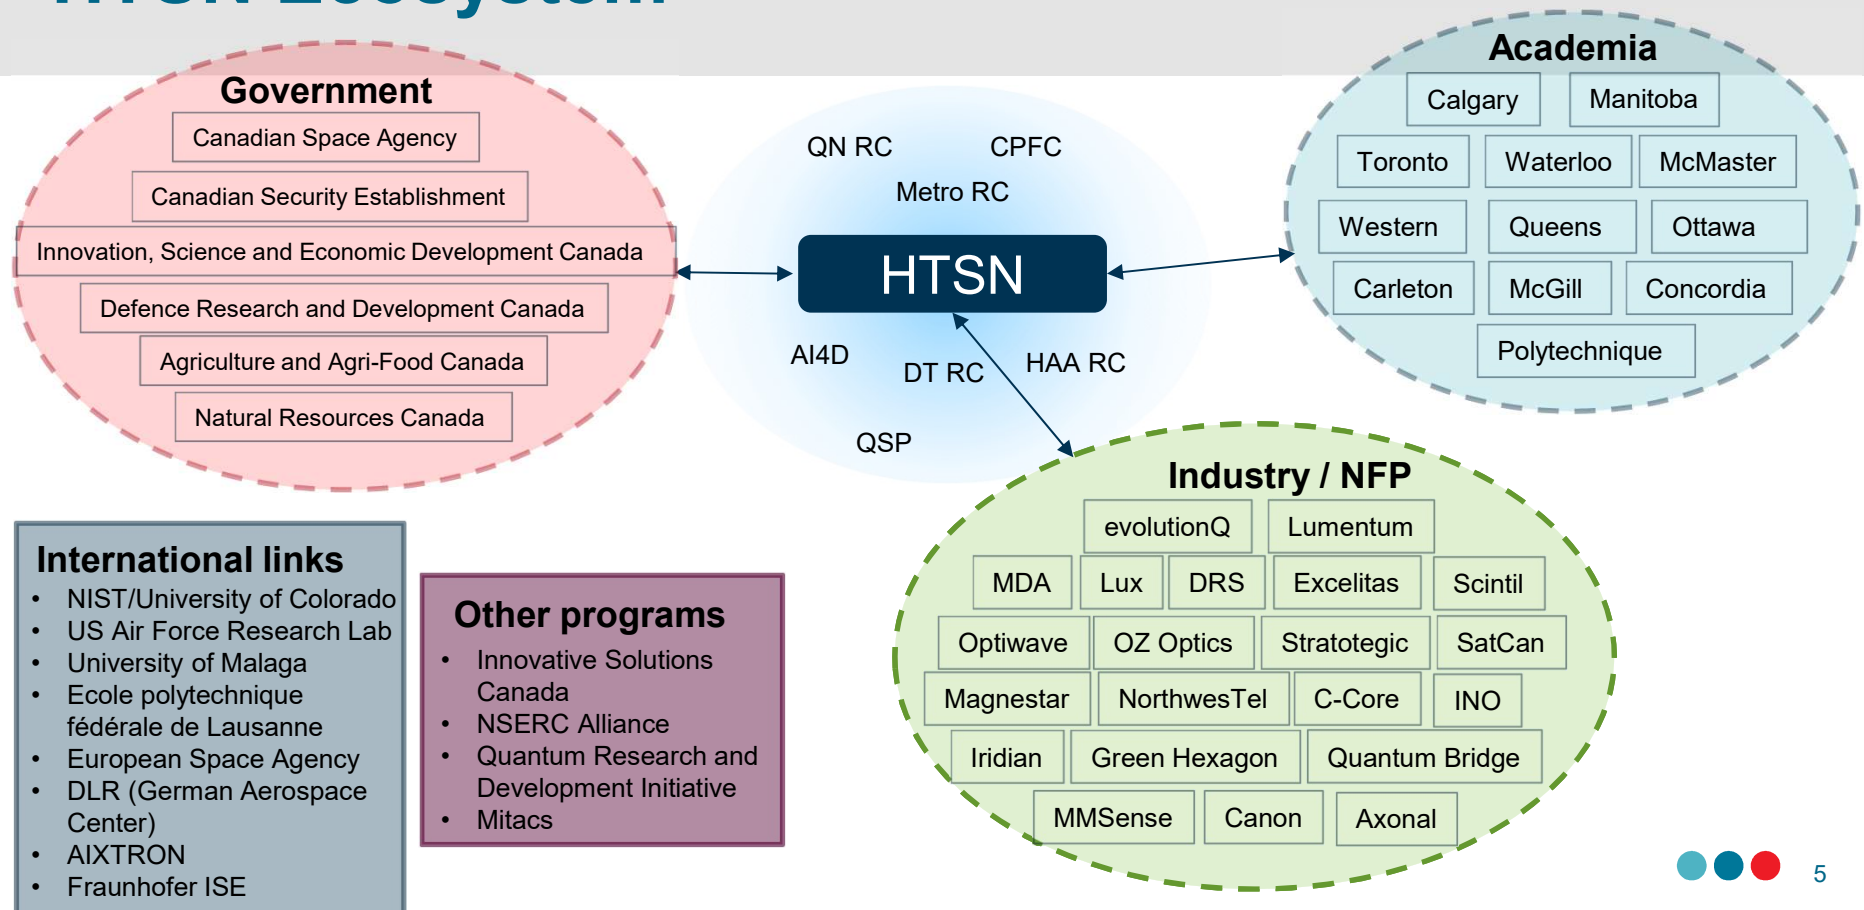 HTSN Ecosystem
Government
Canadian Space Agency
Canadian Security Establishment
Innovation, Science and Economic Development Canada
Defence Research and Development Canada
Agriculture and Agri-Food Canada
Natural Resources Canada
QN RC
CPFC
Metro RC
HTSN
AI4D
DT RC
HAA RC
QSP
Academia
Calgary
Manitoba
Toronto
Waterloo
McMaster
Western
Queens
Ottawa
Carleton
McGill
Concordia
Polytechnique
International links
• NIST/University of Colorado
• US Air Force Research Lab
• University of Malaga
• Ecole polytechnique
fédérale de Lausanne
• European Space Agency
• DLR (German Aerospace
Center)
• AIXTRON
• Fraunhofer ISE
Other programs
• Innovative Solutions
Canada
• NSERC Alliance
• Quantum Research and
Development Initiative
• Mitacs
Industry / NFP
evolutionQ
Lumentum
MDA
Lux
DRS
Excelitas
Scintil
Optiwave
OZ Optics
Stratotegic
SatCan
Magnestar
NorthwesTel
C-Core
INO
Iridian
Green Hexagon
Quantum Bridge
MMSense
Canon
Axonal
5